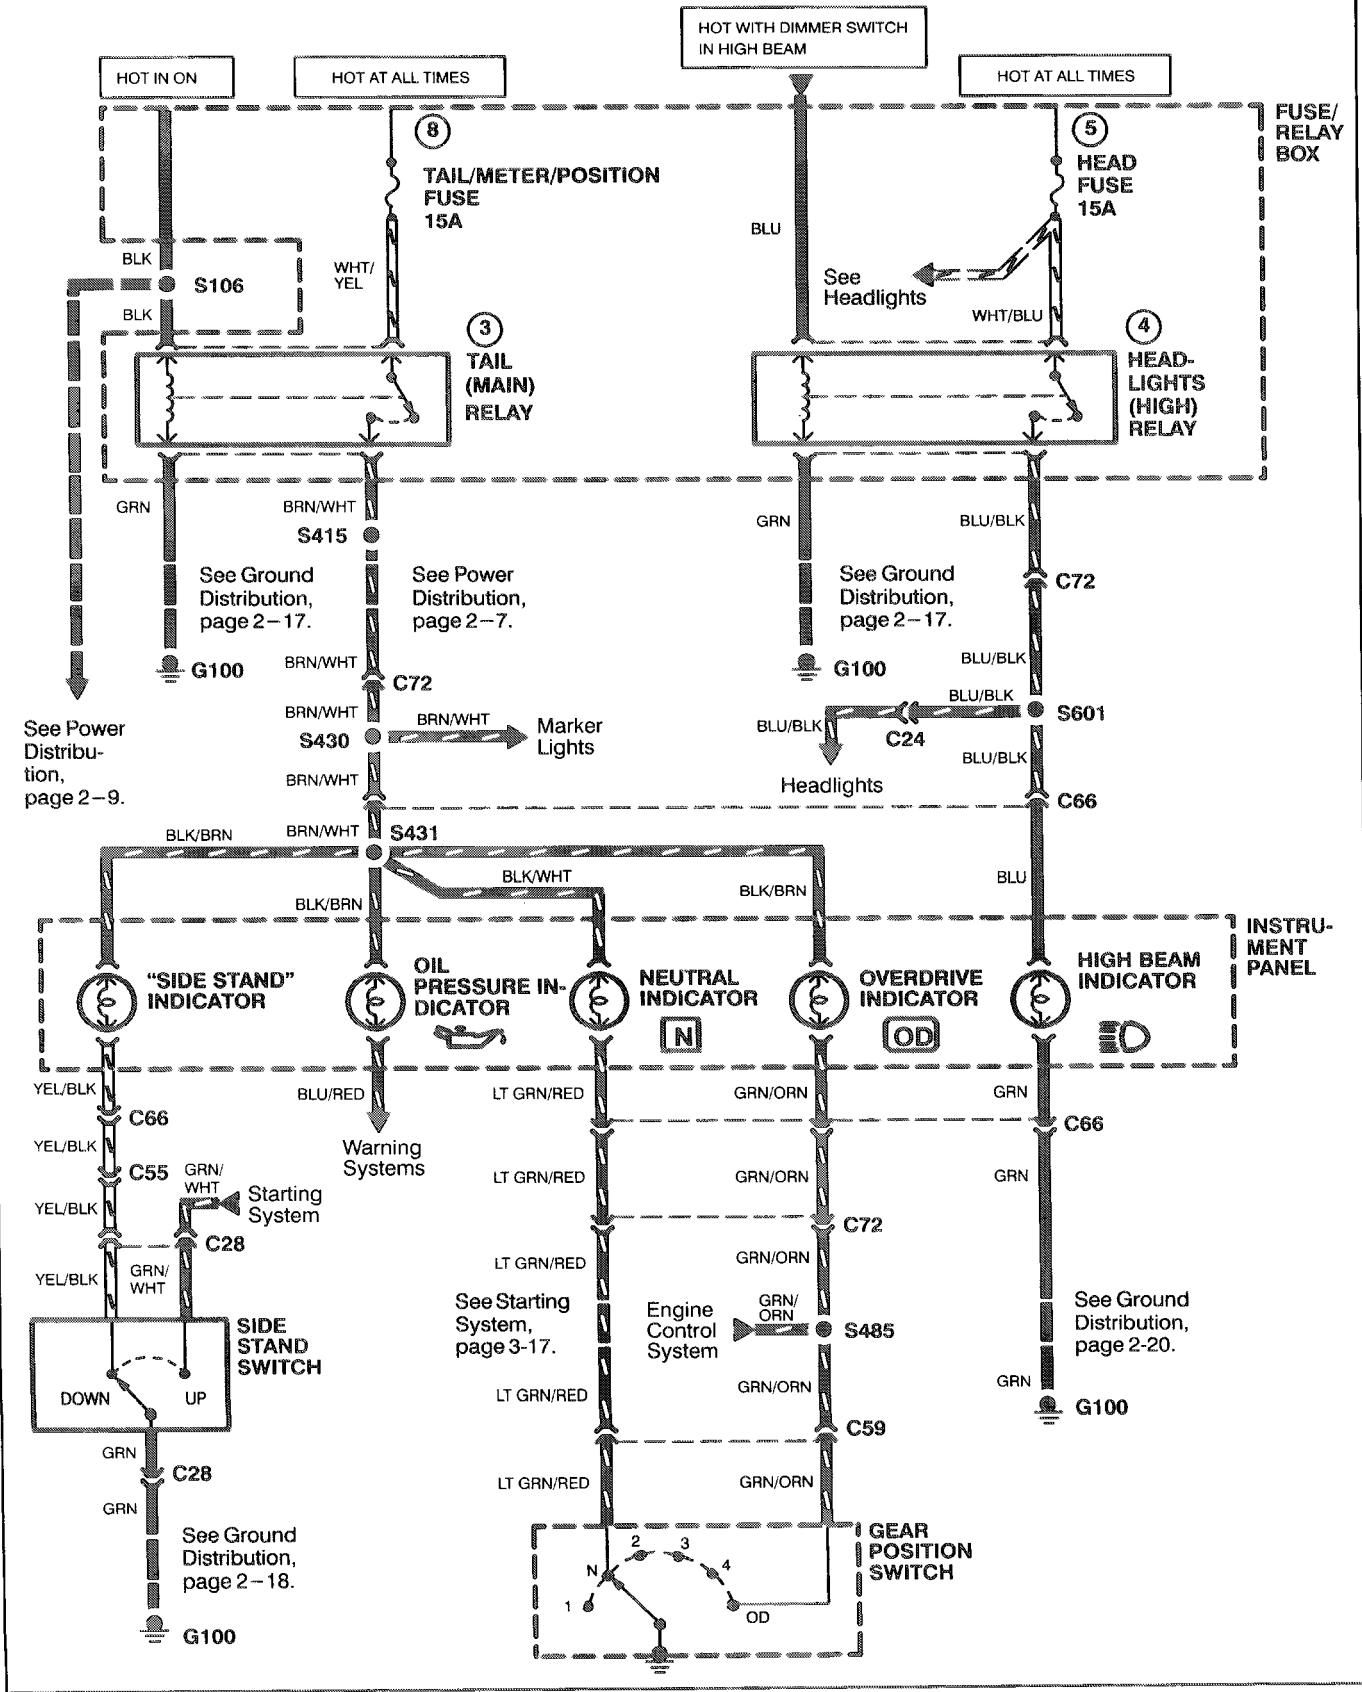 HOT WITH DIMMER SWITCH
IN HIGH BEAM
HOT IN ON
HOT AT ALL TIMES
HOT AT ALL TIMES
FUSE/
RELAY
BOX
8
TAIL/METER/POSITION
FUSE
15A
5
HEAD
FUSE
15A
BLU
BLK
S106
BLK
WHT/
YEL
See
Headlights
WHT/BLU
3
TAIL
(MAIN)
RELAY
4
HEAD-
LIGHTS
(HIGH)
RELAY
GRN
BRN/WHT
S415
GRN
BLU/BLK
See Ground
Distribution,
page 2–17.
See Power
Distribution,
page 2–7.
See Ground
Distribution,
page 2–17.
C72
G100
BRN/WHT
C72
G100
BLU/BLK
BLU/BLK
See Power
Distribu-
tion,
page 2–9.
BRN/WHT
S430
BRN/WHT
Marker
Lights
BLU/BLK
C24
S601
Headlights
BLU/BLK
BRN/WHT
C66
BLK/BRN
BRN/WHT
S431
BLK/BRN
BLK/WHT
BLK/BRN
BLU
INSTRU-
MENT
PANEL
"SIDE STAND"
INDICATOR
OIL
PRESSURE IN-
DICATOR
NEUTRAL
INDICATOR
N
OVERDRIVE
INDICATOR
OD
HIGH BEAM
INDICATOR
YEL/BLK
C66
YEL/BLK
C55
YEL/BLK
BLU/RED
Warning
Systems
LT GRN/RED
GRN/ORN
GRN
C66
LT GRN/RED
GRN/ORN
GRN
GRN/
WHT
Starting
System
C28
C72
YEL/BLK
GRN/
WHT
LT GRN/RED
GRN/ORN
See Starting
System,
page 3-17.
Engine
Control
System
GRN/
ORN
S485
See Ground
Distribution,
page 2-20.
SIDE
STAND
SWITCH
DOWN
UP
LT GRN/RED
GRN/ORN
GRN
G100
C59
GRN
C28
GRN
LT GRN/RED
GRN/ORN
See Ground
Distribution,
page 2–18.
G100
GEAR
POSITION
SWITCH
1
N
2
3
4
OD